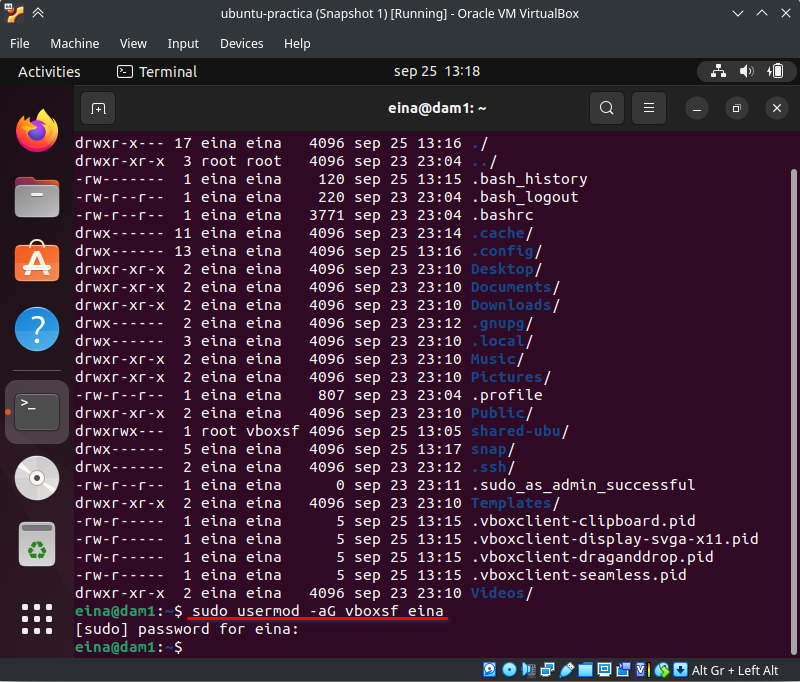 ubuntu-practica (Snapshot 1) [Running] - Oracle VM VirtualBox
File Machine View Input Devices Help
Activities Terminal sep 25 13:18
eina@dam1: ~
drwxr-x--- 17 eina eina 4096 sep 25 13:16 ./
drwxr-xr-x 3 root root 4096 sep 23 23:04 ../
-rw------- 1 eina eina 120 sep 25 13:15 .bash_history
-rw-r--r-- 1 eina eina 220 sep 23 23:04 .bash_logout
-rw-r--r-- 1 eina eina 3771 sep 23 23:04 .bashrc
drwx------ 11 eina eina 4096 sep 23 23:14 .cache/
drwx------ 13 eina eina 4096 sep 25 13:16 .config/
drwxr-xr-x 2 eina eina 4096 sep 23 23:10 Desktop/
drwxr-xr-x 2 eina eina 4096 sep 23 23:10 Documents/
drwxr-xr-x 2 eina eina 4096 sep 23 23:10 Downloads/
drwx------ 2 eina eina 4096 sep 23 23:12 .gnupg/
drwx------ 3 eina eina 4096 sep 23 23:10 .local/
drwxr-xr-x 2 eina eina 4096 sep 23 23:10 Music/
drwxr-xr-x 2 eina eina 4096 sep 23 23:10 Pictures/
-rw-r--r-- 1 eina eina 807 sep 23 23:04 .profile
drwxr-xr-x 2 eina eina 4096 sep 23 23:10 Public/
drwxrwx--- 1 root vboxsf 4096 sep 25 13:05 shared-ubu/
drwx------ 5 eina eina 4096 sep 25 13:17 snap/
drwx------ 2 eina eina 4096 sep 23 23:12 .ssh/
-rw-r--r-- 1 eina eina 0 sep 23 23:11 .sudo_as_admin_successful
drwxr-xr-x 2 eina eina 4096 sep 23 23:10 Templates/
-rw-r----- 1 eina eina 5 sep 25 13:15 .vboxclient-clipboard.pid
-rw-r----- 1 eina eina 5 sep 25 13:15 .vboxclient-display-svga-x11.pid
-rw-r----- 1 eina eina 5 sep 25 13:15 .vboxclient-draganddrop.pid
-rw-r----- 1 eina eina 5 sep 25 13:15 .vboxclient-seamless.pid
drwxr-xr-x 2 eina eina 4096 sep 23 23:10 Videos/
eina@dam1:~$ sudo usermod -aG vboxsf eina
[sudo] password for eina:
eina@dam1:~$
Alt Gr + Left Alt